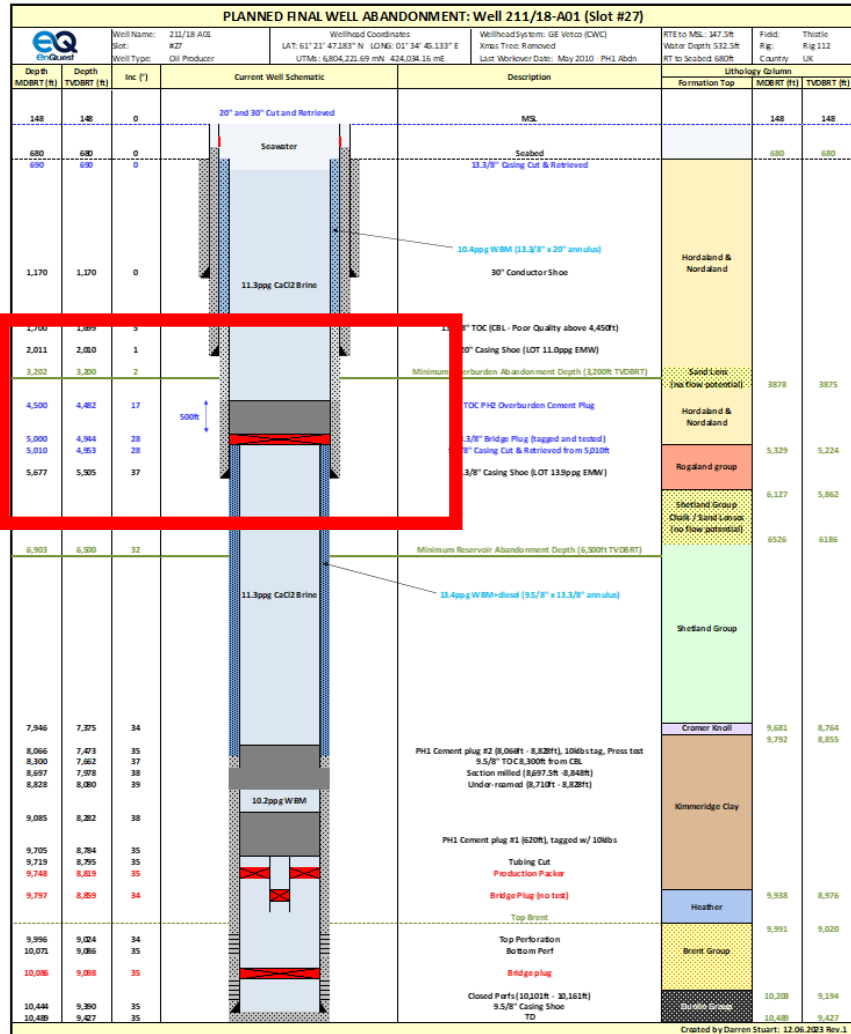 PLANNED FINAL WELL ABANDONMENT: Well 211/18-A01 (Slot #27)
EnQuest
Well Name: 211/18-A01
Slot: #27
Well Type: Oil Producer
Wellhead Coordinates
LAT: 61° 21' 47.183" N LONG: 01° 34' 45.133" E
UTMs: 6,804,221.69 mN 424,034.16 mE
Wellhead System: GE Vetco (CWC)
Xmas Tree: Removed
Last Workover Date: May 2010 - PH1 Abdn
RTE to MSL: 147.5ft
Water Depth: 532.5ft
RT to Seabed: 680ft
Field: Thistle
Rig: Rig 112
Country UK
Depth MDBRT (ft)
Depth TVDBRT (ft)
Inc (°)
Current Well Schematic
Description
Lithology Column
Formation Top
MDBRT (ft)
TVDBRT (ft)
20" and 30" Cut and Retrieved
148 148 0 MSL 148 148
Seawater
680 680 0 Seabed 680 680
690 690 0 13.3/8" Casing Cut & Retrieved
10.4ppg WBM (13.3/8" x 20" annulus)
Hordaland & Nordaland
1,170 1,170 0 30" Conductor Shoe
11.3ppg CaCl2 Brine
8" TOC (CBL - Poor Quality above 4,450ft)
2,011 2,010 1 20" Casing Shoe (LOT 11.0ppg EMW)
3,202 3,200 2 Minimum Overburden Abandonment Depth (3,200ft TVDBRT)
Sand Lens (no flow potential) 3878 3875
4,500 4,482 17 TOC PH2 Overburden Cement Plug
500ft
Hordaland & Nordaland
5,000 4,944 28 .3/8" Bridge Plug (tagged and tested)
5,010 4,953 28 8" Casing Cut & Retrieved from 5,010ft
5,329 5,224
5,677 5,505 37 .3/8" Casing Shoe (LOT 13.9ppg EMW)
Rogaland group
6,127 5,862
Shetland Group Chalk / Sand Lenses (no flow potential)
6526 6186
6,903 6,500 32 Minimum Reservoir Abandonment Depth (6,500ft TVDBRT)
11.3ppg CaCl2 Brine
13.4ppg WBM+diesel (9.5/8" x 13.3/8" annulus)
Shetland Group
7,946 7,375 34
Cromer Knoll 9,681 8,764
9,792 8,855
8,066 7,473 35 PH1 Cement plug #2 (8,066ft - 8,828ft), 10klbs tag, Press test
8,300 7,662 37 9.5/8" TOC 8,300ft from CBL
8,697 7,978 38 Section milled (8,697.5ft - 8,848ft)
8,828 8,080 39 Under-reamed (8,710ft - 8,828ft)
10.2ppg WBM
Kimmeridge Clay
9,085 8,282 38
9,705 8,784 35 PH1 Cement plug #1 (620ft), tagged w/ 10klbs
9,719 8,795 35 Tubing Cut
9,748 8,819 35 Production Packer
9,797 8,859 34 Bridge Plug (no test)
9,938 8,976
Heather
Top Brent
9,991 9,020
9,996 9,024 34 Top Perforation
10,071 9,086 35 Bottom Perf
Brent Group
10,086 9,098 35 Bridge plug
Closed Perfs (10,101ft - 10,161ft)
10,208 9,194
10,444 9,390 35 9.5/8" Casing Shoe
Dunlin Group
10,489 9,427 35 TD 10,489 9,427
Created by Darren Stuart: 12.06.2023 Rev.1